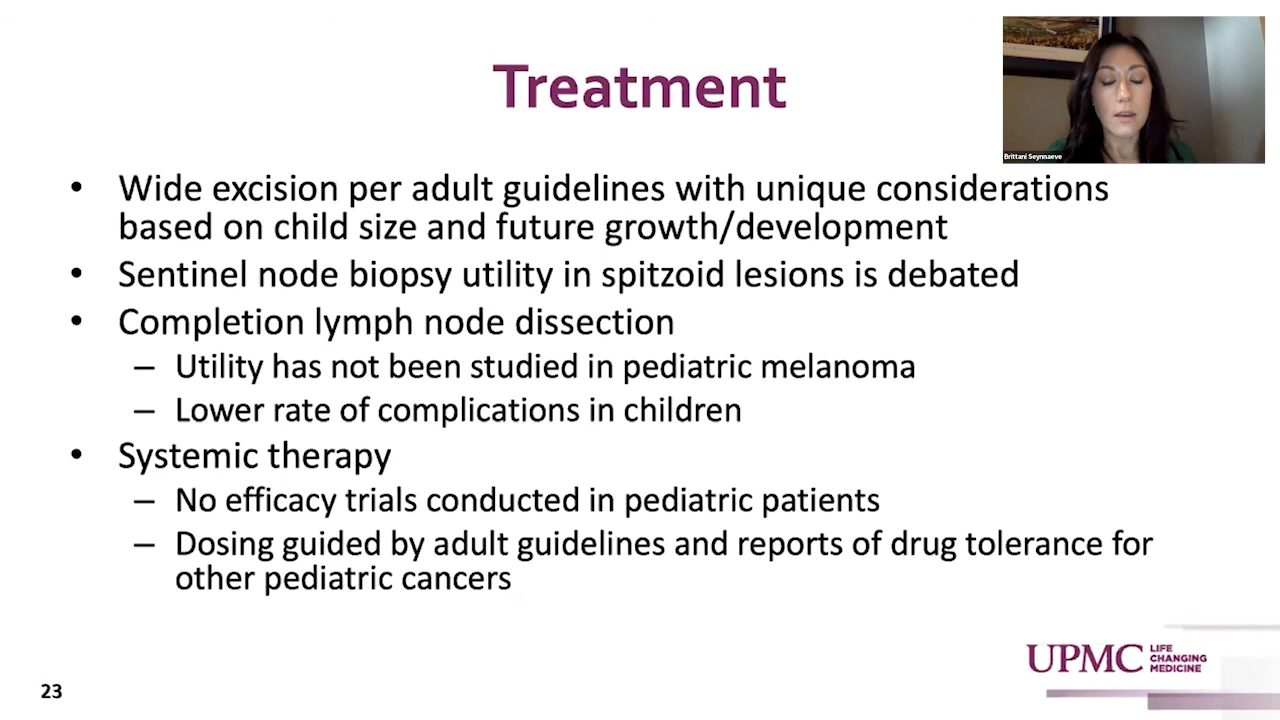 Treatment
Brittani Seynnaeve
• Wide excision per adult guidelines with unique considerations
based on child size and future growth/development
• Sentinel node biopsy utility in spitzoid lesions is debated
• Completion lymph node dissection
– Utility has not been studied in pediatric melanoma
– Lower rate of complications in children
• Systemic therapy
– No efficacy trials conducted in pediatric patients
– Dosing guided by adult guidelines and reports of drug tolerance for
other pediatric cancers
UPMC LIFE
CHANGING
MEDICINE
23